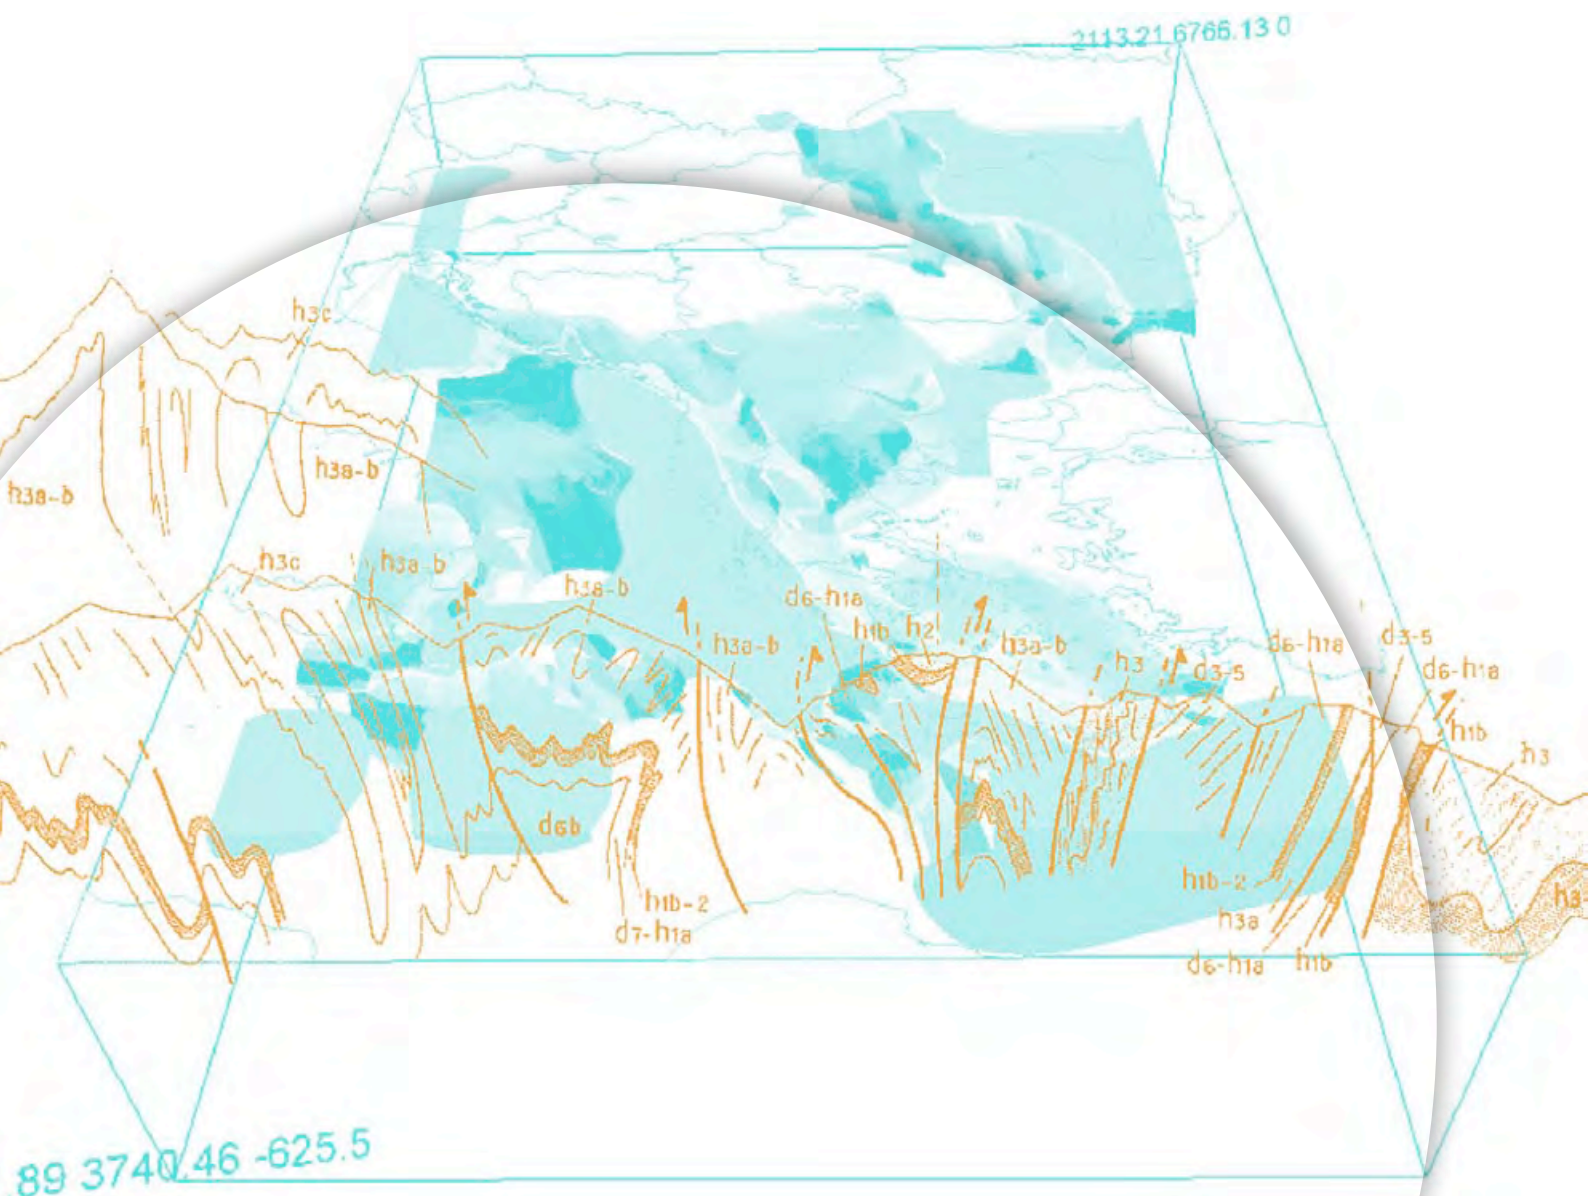 2113.21 6766.13 0
h3c
h3a-b
h3a-b
h3c
h3a-b
h3a-b
d6-h1a
h1b
h2
h3a-b
h3a-b
h3
d3-5
d6-h1a
d3-5
d6-h1a
h1b
h3
d6b
h1b-2
d7-h1a
h1b-2
h3a
d6-h1a
h1b
89 3740.46 -625.5